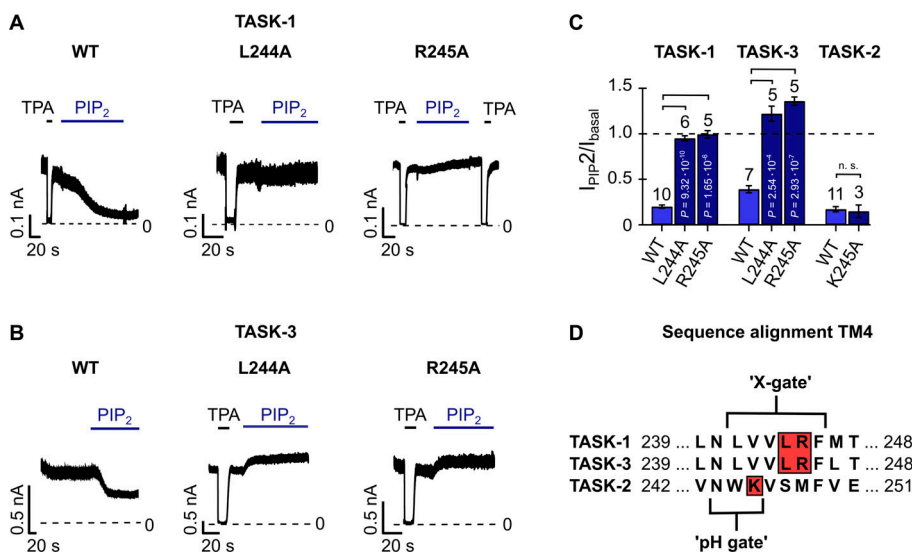 A
TASK-1
WT
L244A
R245A
TPA PIP2
TPA PIP2
TPA PIP2 TPA
0.1 nA
20 s
0
0.1 nA
20 s
0
0.1 nA
20 s
0
B
TASK-3
WT
L244A
R245A
PIP2
TPA PIP2
TPA PIP2
0.5 nA
20 s
0
0.5 nA
20 s
0
0.5 nA
20 s
0
C
TASK-1 TASK-3 TASK-2
IPIP2/Ibasal
1.5
1.0
0.5
0
10
6
5
7
5
5
n. s.
11
3
P = 9.32 · 10-10
P = 1.65 · 10-6
P = 2.54 · 10-4
P = 2.93 · 10-7
WT
L244A
R245A
WT
L244A
R245A
WT
K245A
D
Sequence alignment TM4
'X-gate'
TASK-1 239 ... L N L V V L R F M T ... 248
TASK-3 239 ... L N L V V L R F L T ... 248
TASK-2 242 ... V N W K V S M F V E ... 251
'pH gate'